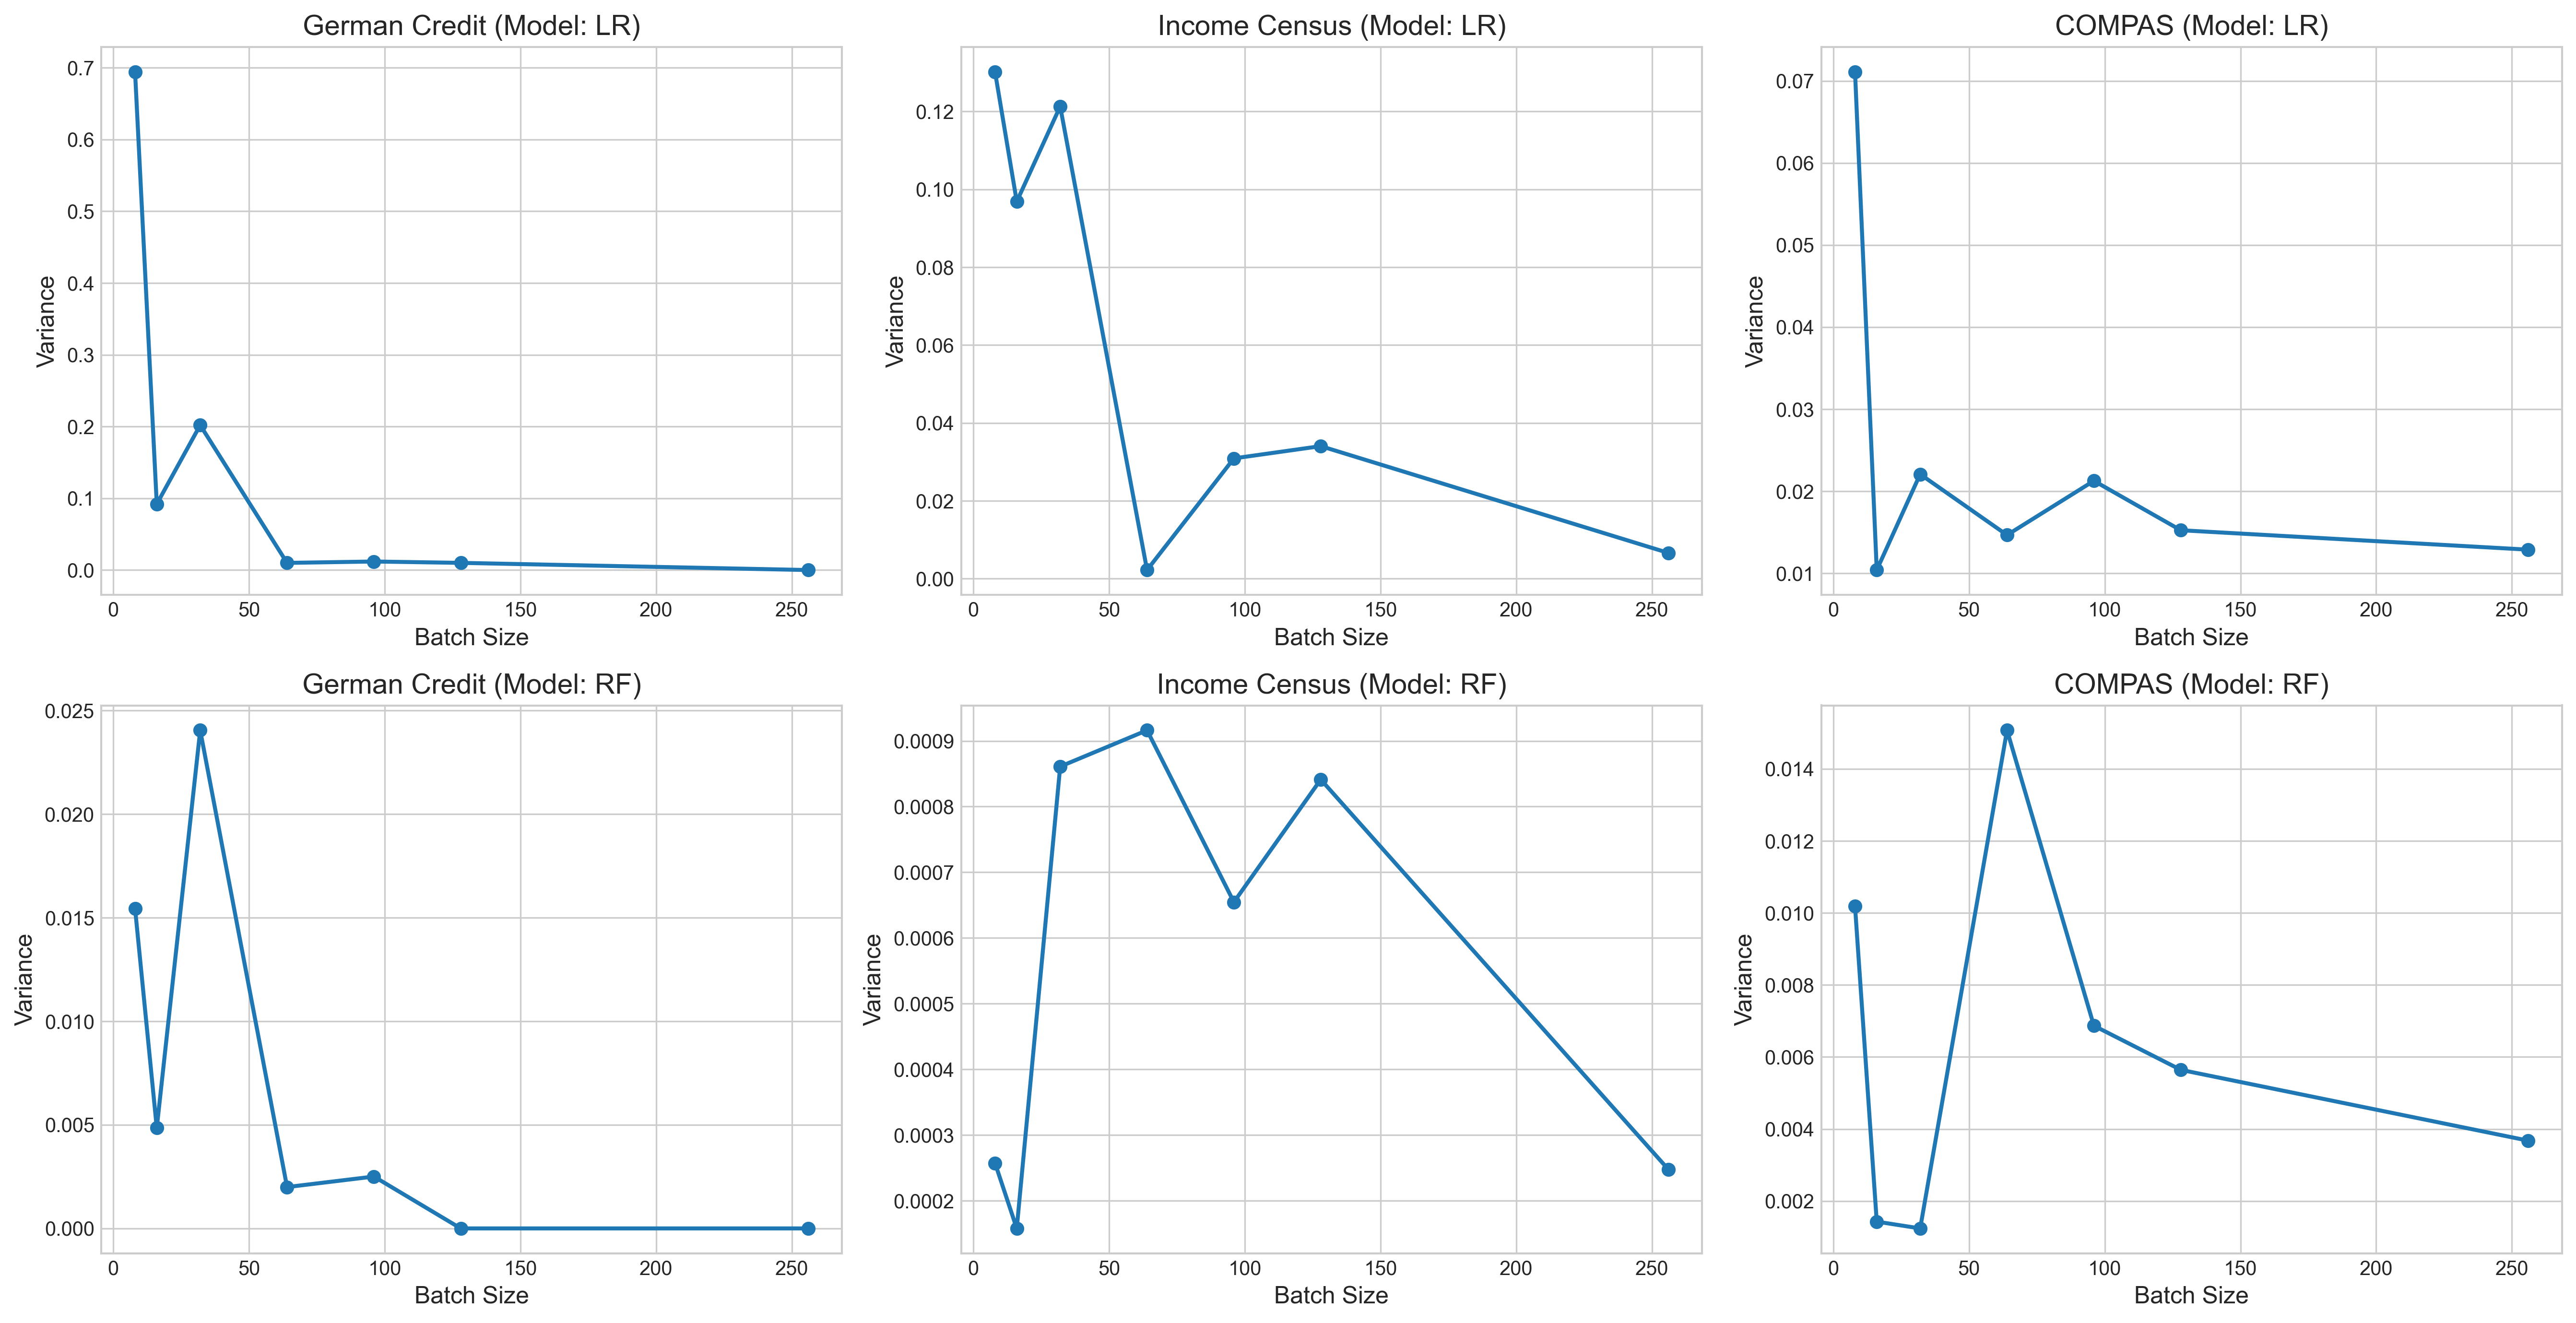 German Credit (Model: LR)
0.7
0.6
0.5
0.4
0.3
0.2
0.1
0.0
Variance
0 50 100 150 200 250
Batch Size
Income Census (Model: LR)
0.12
0.10
0.08
0.06
0.04
0.02
0.00
Variance
0 50 100 150 200 250
Batch Size
COMPAS (Model: LR)
0.07
0.06
0.05
0.04
0.03
0.02
0.01
Variance
0 50 100 150 200 250
Batch Size
German Credit (Model: RF)
0.025
0.020
0.015
0.010
0.005
0.000
Variance
0 50 100 150 200 250
Batch Size
Income Census (Model: RF)
0.0009
0.0008
0.0007
0.0006
0.0005
0.0004
0.0003
0.0002
Variance
0 50 100 150 200 250
Batch Size
COMPAS (Model: RF)
0.014
0.012
0.010
0.008
0.006
0.004
0.002
Variance
0 50 100 150 200 250
Batch Size